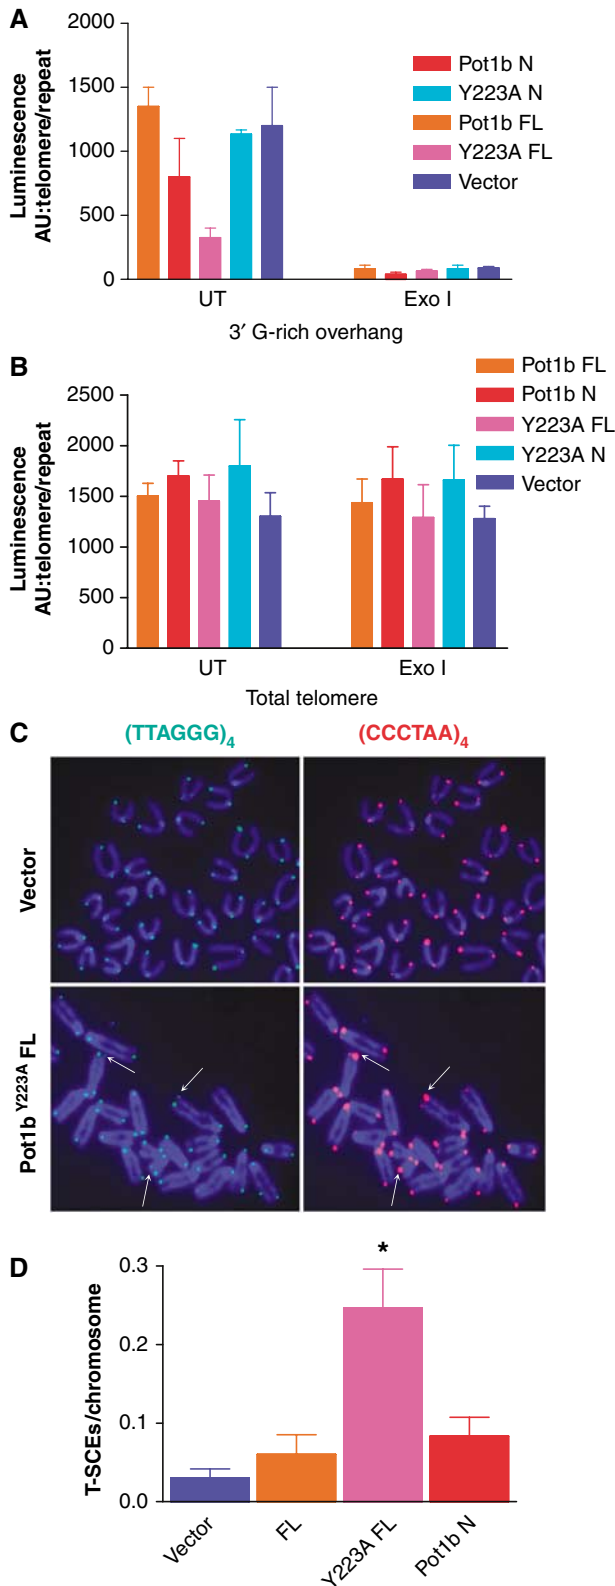 A
2000
1500
1000
500
0
Luminescence
AU:telomere/repeat
Pot1b N
Y223A N
Pot1b FL
Y223A FL
Vector
UT
Exo I
3′ G-rich overhang
B
2500
2000
1500
1000
500
0
Luminescence
AU:telomere/repeat
Pot1b FL
Pot1b N
Y223A FL
Y223A N
Vector
UT
Exo I
Total telomere
C
(TTAGGG)4
(CCCTAA)4
Vector
Pot1b Y223A FL
D
0.3
0.2
0.1
0.0
T-SCEs/chromosome
*
Vector
FL
Y223A FL
Pot1b N